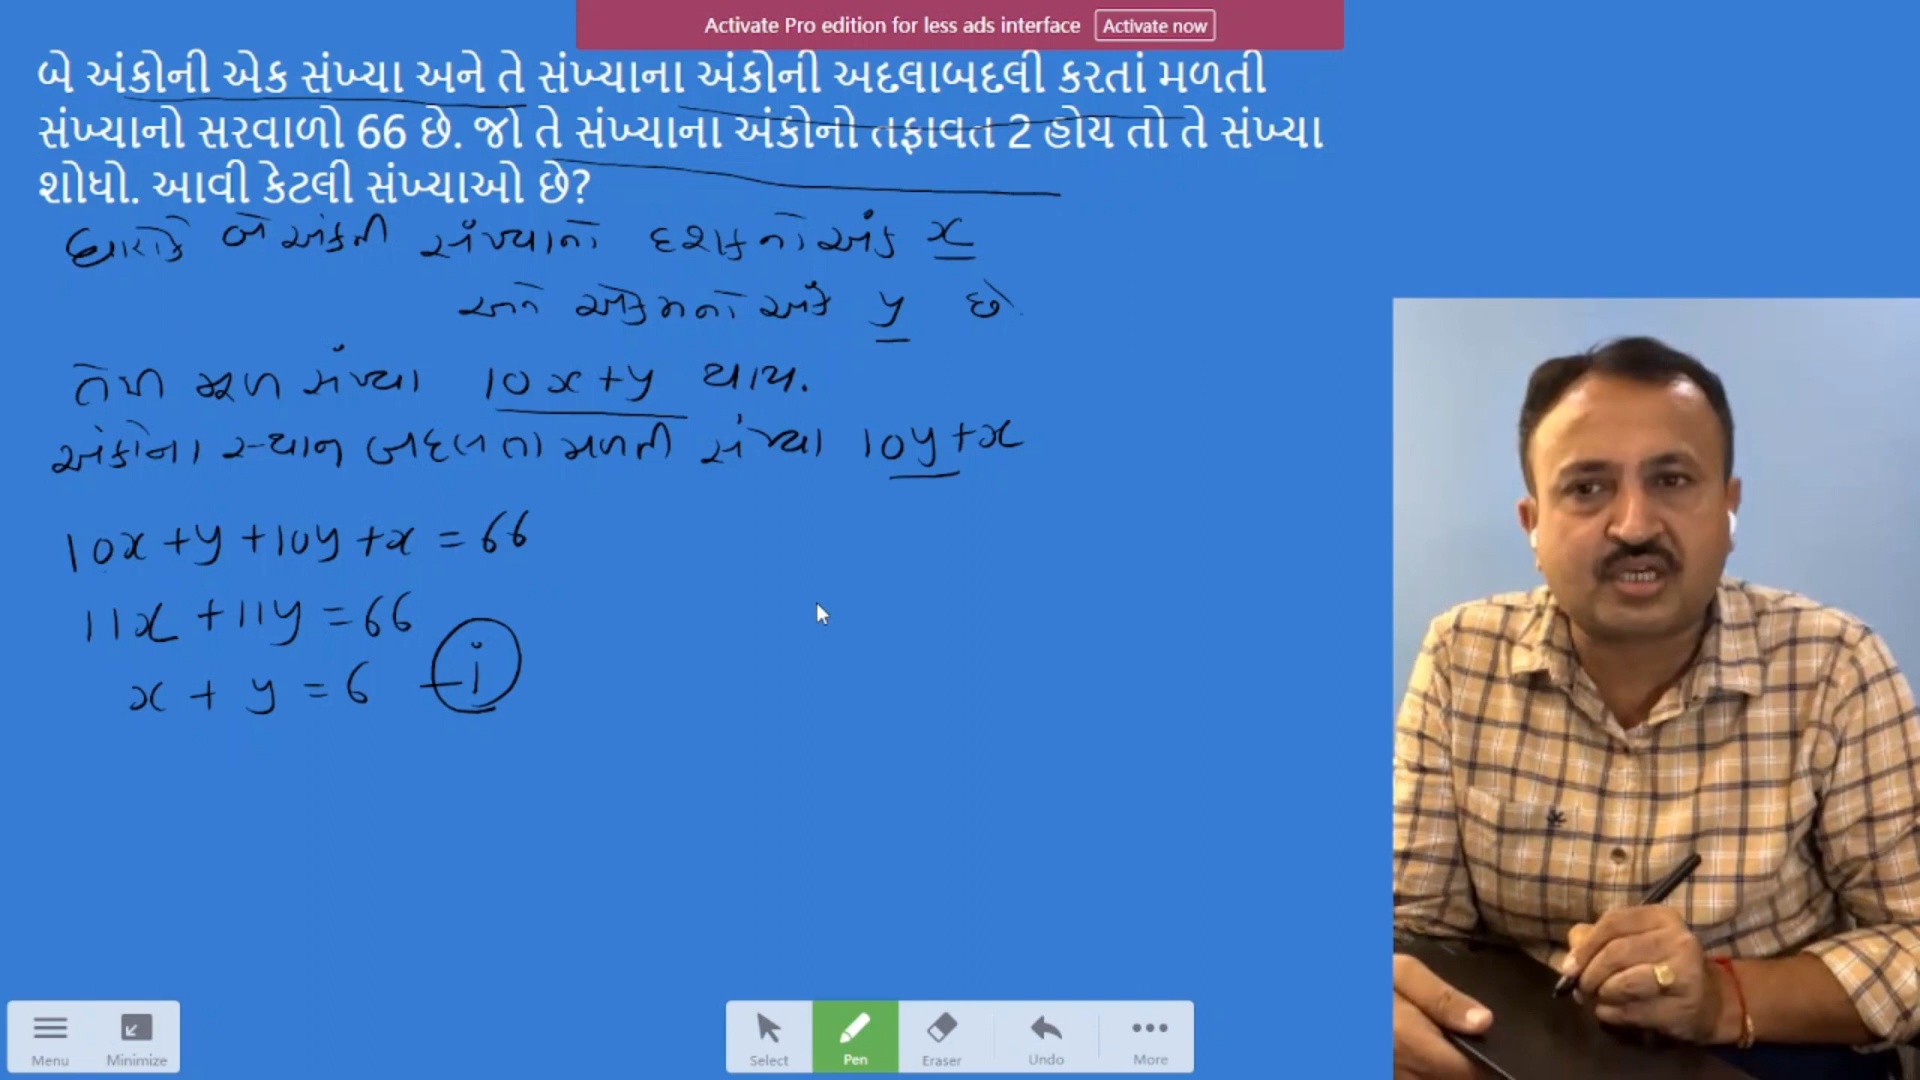 Activate Pro edition for less ads interface Activate now
બે અંકોની એક સંખ્યા અને તે સંખ્યાના અંકોની અદલાબદલી કરતાં મળતી
સંખ્યાનો સરવાળો 66 છે. જો તે સંખ્યાના અંકોનો તફાવત 2 હોય તો તે સંખ્યા
શોધો. આવી કેટલી સંખ્યાઓ છે?
ધારોકે બે અંકની સંખ્યાનો દશકનો અંક x
અને એકમનો અંક y છે
તેથી મૂળ સંખ્યા 10x+y થાય.
અંકોના સ્થાન બદલતા મળતી સંખ્યા 10y+x
10x+y+10y+x=66
11x+11y=66
x+y=6 —i
Menu Minimize Select Pen Eraser Undo More